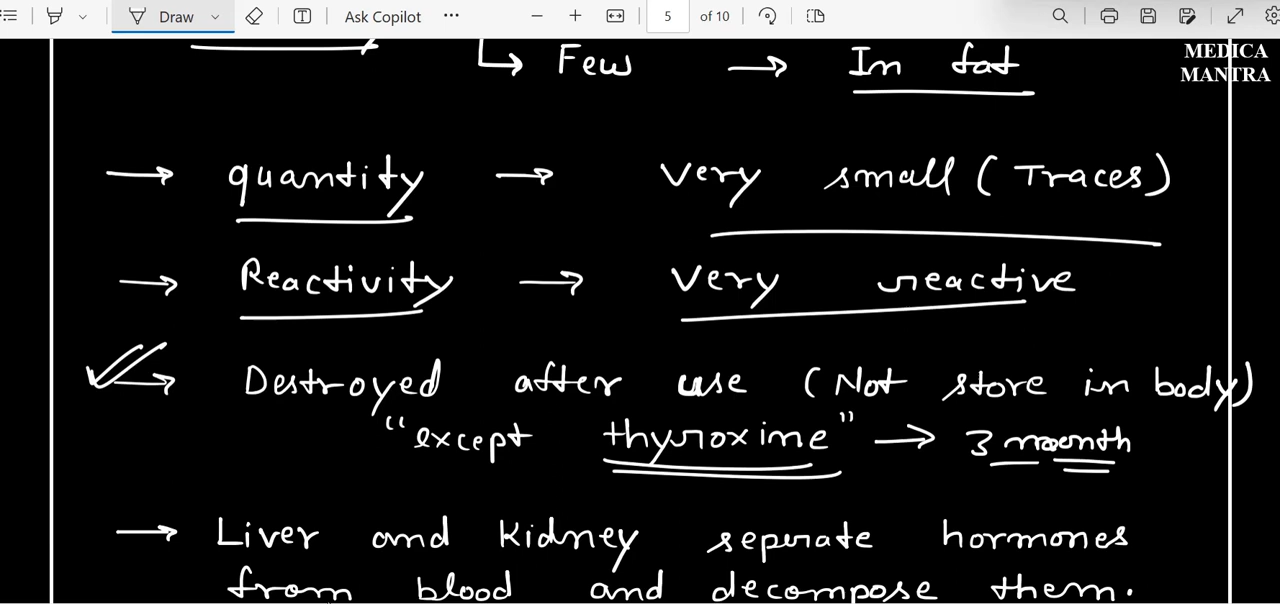 Draw Ask Copilot ... 5 of 10
MEDICA
MANTRA
↳ Few → In fat
→ quantity → very small (Traces)
→ Reactivity → very reactive
✓→ Destroyed after use (Not store in body)
"except thyroxine" → 3 month
→ Liver and kidney seperate hormones
from blood and decompose them.